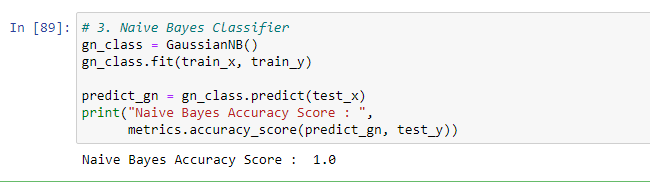 In [89]: # 3. Naive Bayes Classifier
gn_class = GaussianNB()
gn_class.fit(train_x, train_y)
predict_gn = gn_class.predict(test_x)
print("Naive Bayes Accuracy Score : ",
      metrics.accuracy_score(predict_gn, test_y))
Naive Bayes Accuracy Score :  1.0